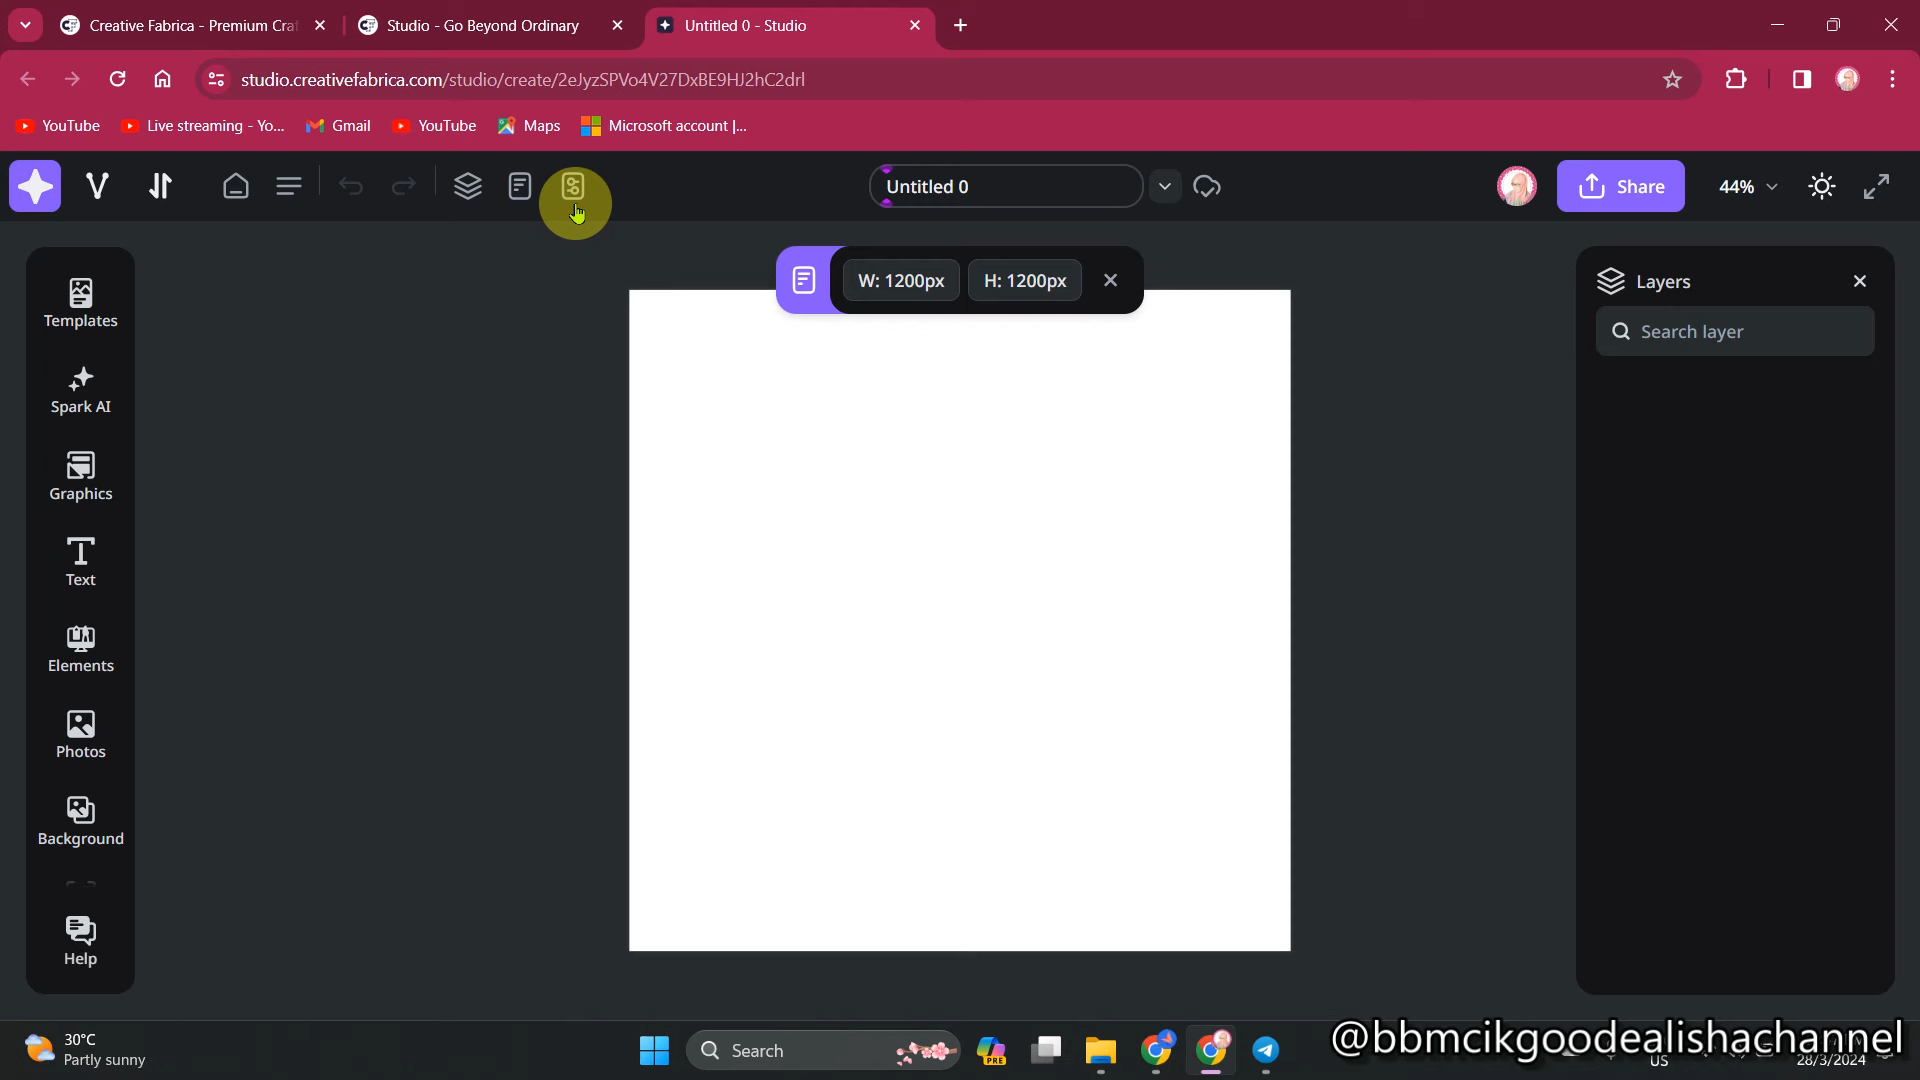 Creative Fabrica - Premium Cra
Studio - Go Beyond Ordinary
Untitled 0 - Studio
studio.creativefabrica.com/studio/create/2eJyzSPVo4V27DxBE9HJ2hC2drl
YouTube
Live streaming - Yo...
Gmail
YouTube
Maps
Microsoft account |...
Untitled 0
Share
44%
W: 1200px
H: 1200px
Layers
Search layer
Templates
Spark AI
Graphics
Text
Elements
Photos
Background
Help
30°C
Partly sunny
Search
PRE
@bbmcikgoodealishachannel
US
28/3/2024